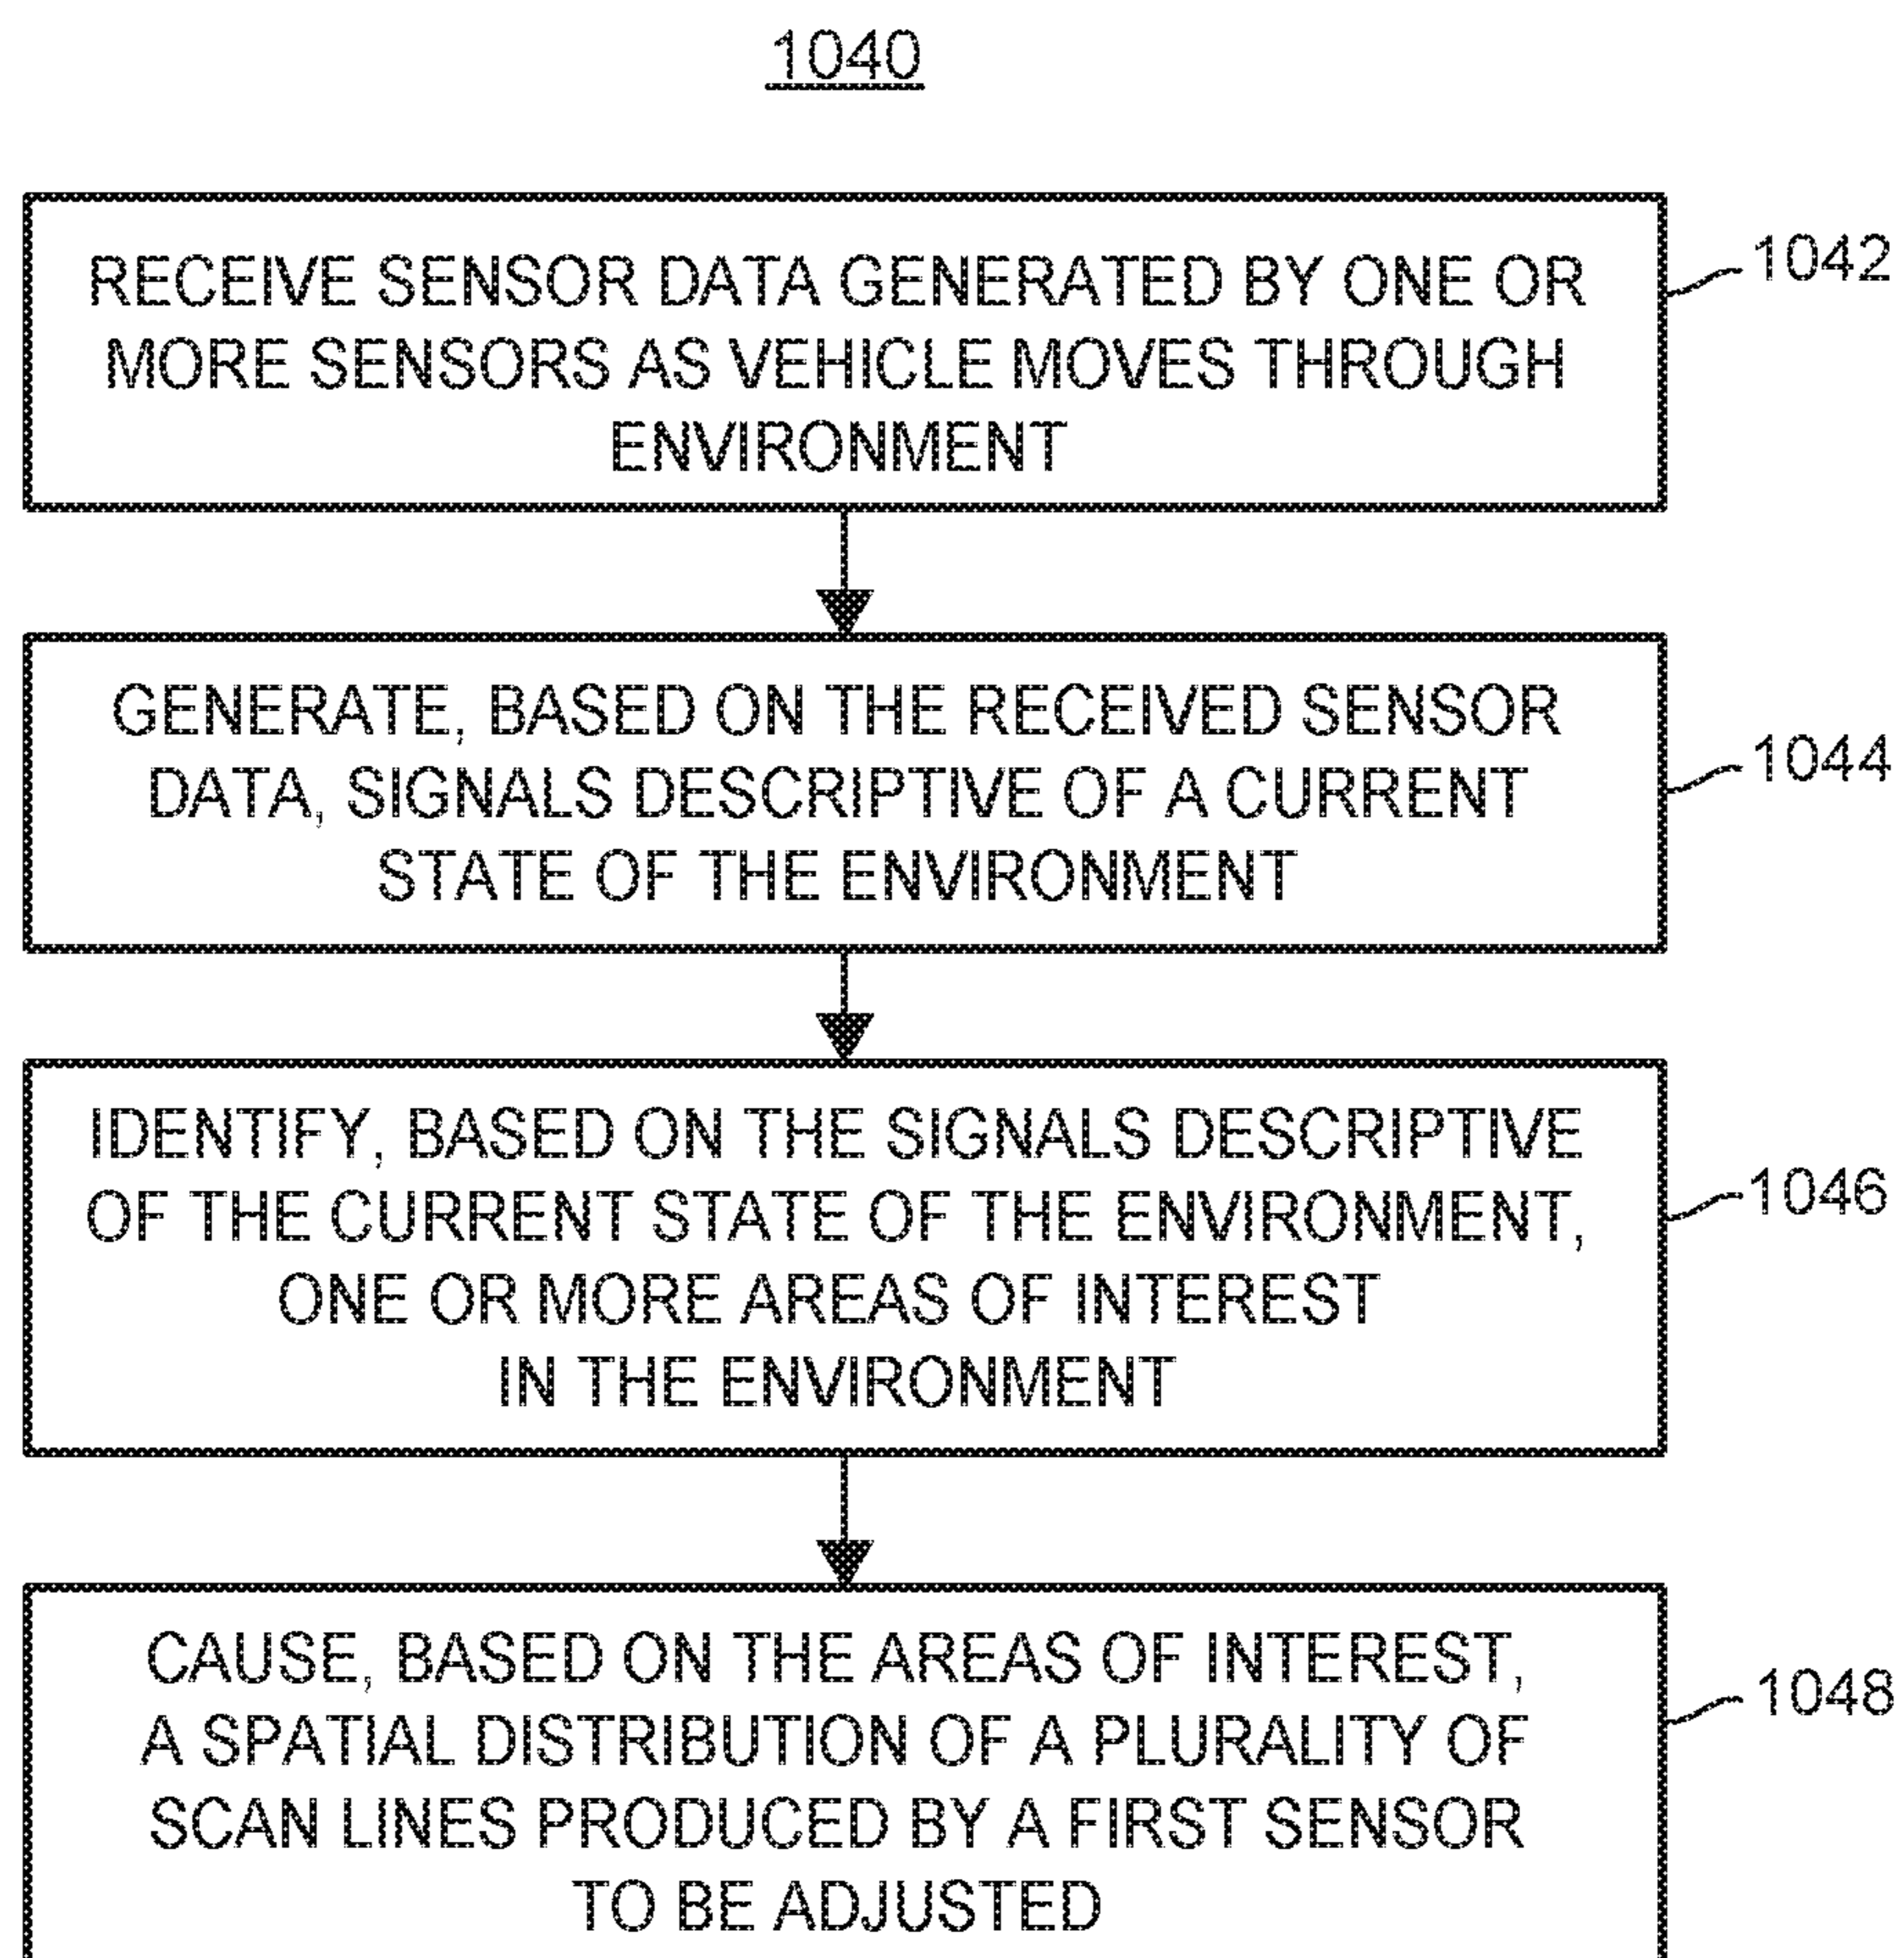 1040
RECEIVE SENSOR DATA GENERATED BY ONE OR
MORE SENSORS AS VEHICLE MOVES THROUGH
ENVIRONMENT
1042
GENERATE, BASED ON THE RECEIVED SENSOR
DATA, SIGNALS DESCRIPTIVE OF A CURRENT
STATE OF THE ENVIRONMENT
1044
IDENTIFY, BASED ON THE SIGNALS DESCRIPTIVE
OF THE CURRENT STATE OF THE ENVIRONMENT,
ONE OR MORE AREAS OF INTEREST
IN THE ENVIRONMENT
1046
CAUSE, BASED ON THE AREAS OF INTEREST,
A SPATIAL DISTRIBUTION OF A PLURALITY OF
SCAN LINES PRODUCED BY A FIRST SENSOR
TO BE ADJUSTED
1048